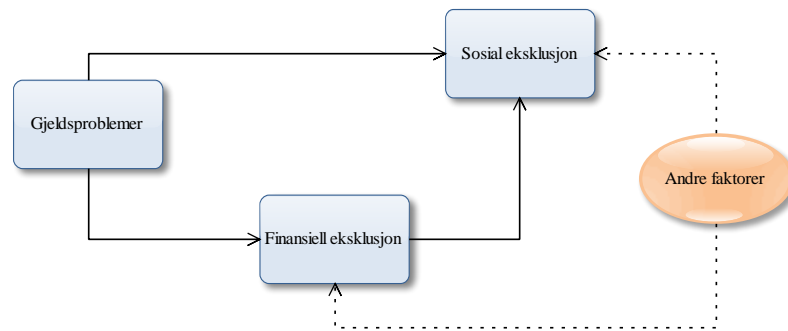 Sosial eksklusjon
Gjeldsproblemer
Andre faktorer
Finansiell eksklusjon